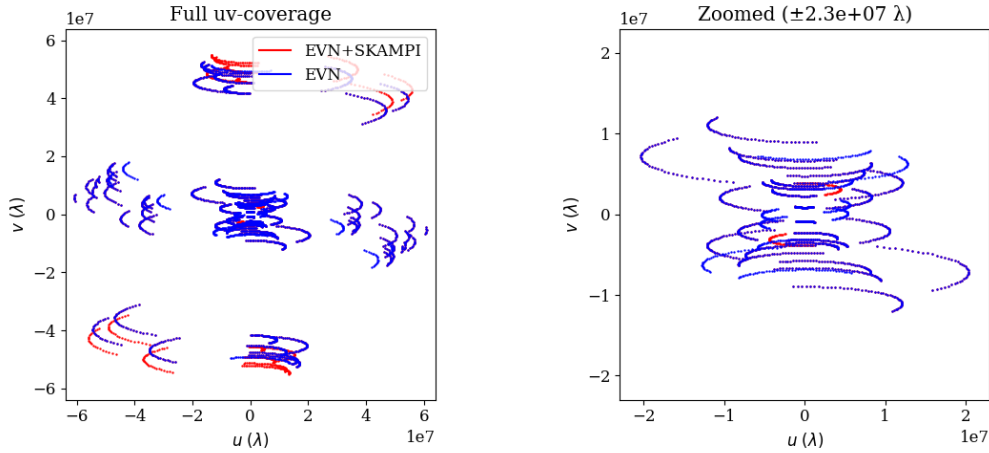 Full uv-coverage
1e7
EVN+SKAMPI
EVN
6
4
2
0
−2
−4
−6
v (λ)
−6 −4 −2 0 2 4 6
1e7
u (λ)
Zoomed (±2.3e+07 λ)
1e7
2
1
0
−1
−2
v (λ)
−2 −1 0 1 2
1e7
u (λ)